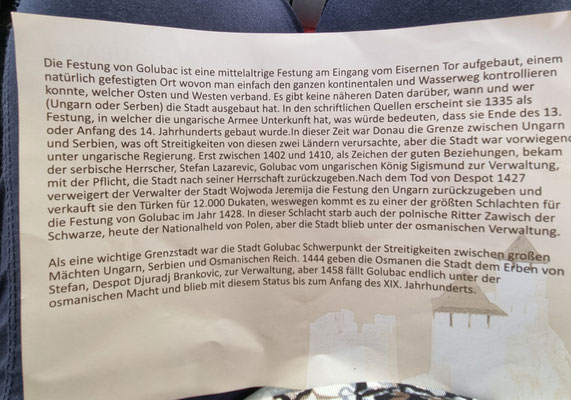 Die Festung von Golubac ist eine mittelaltrige Festung am Eingang vom Eisernen Tor aufgebaut, einem
natürlich gefestigten Ort wovon man einfach den ganzen kontinentalen und Wasserweg kontrollieren
konnte, welcher Osten und Westen verband. Es gibt keine näheren Daten darüber, wann und wer
(Ungarn oder Serben) die Stadt ausgebaut hat. In den schriftlichen Quellen erscheint sie 1335 als
Festung, in welcher die ungarische Armee Unterkunft hat, was würde bedeuten, dass sie Ende des 13.
oder Anfang des 14. Jahrhunderts gebaut wurde.In dieser Zeit war Donau die Grenze zwischen Ungarn
und Serbien, was oft Streitigkeiten von diesen zwei Ländern verursachte, aber die Stadt war vorwiegend
unter ungarische Regierung. Erst zwischen 1402 und 1410, als Zeichen der guten Beziehungen, bekam
der serbische Herrscher, Stefan Lazarevic, Golubac vom ungarischen König Sigismund zur Verwaltung,
mit der Pflicht, die Stadt nach seiner Herrschaft zurückzugeben.Nach dem Tod von Despot 1427
verweigert der Verwalter der Stadt Wojwoda Jeremija die Festung den Ungarn zurückzugeben und
verkauft sie den Türken für 12.000 Dukaten, weswegen kommt es zu einer der größten Schlachten für
die Festung von Golubac im Jahr 1428. In dieser Schlacht starb auch der polnische Ritter Zawisch der
Schwarze, heute der Nationalheld von Polen, aber die Stadt blieb unter der osmanischen Verwaltung.
Als eine wichtige Grenzstadt war die Stadt Golubac Schwerpunkt der Streitigkeiten zwischen großen
Mächten Ungarn, Serbien und Osmanischen Reich. 1444 geben die Osmanen die Stadt dem Erben von
Stefan, Despot Djuradj Brankovic, zur Verwaltung, aber 1458 fällt Golubac endlich unter der
osmanischen Macht und blieb mit diesem Status bis zum Anfang des XIX. Jahrhunderts.